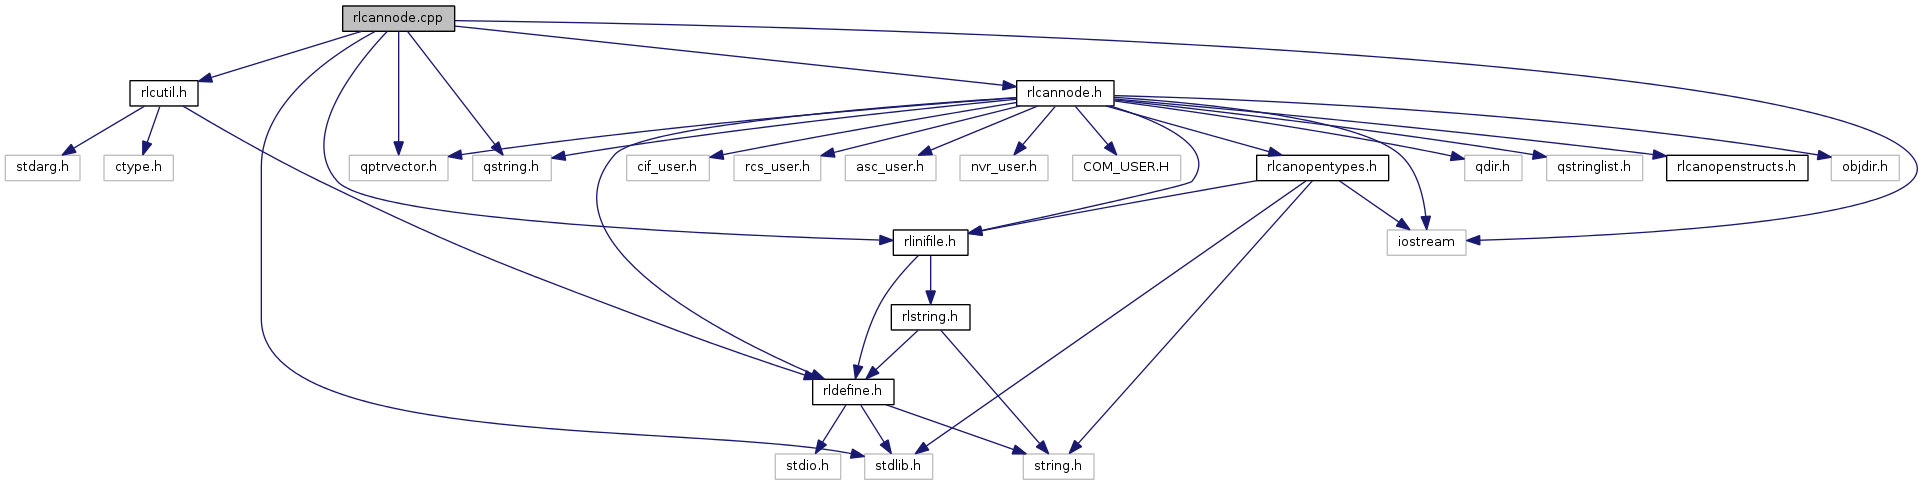 rlcannode.cpp
rlcutil.h
rlcannode.h
stdarg.h
ctype.h
qptrvector.h
qstring.h
cif_user.h
rcs_user.h
asc_user.h
nvr_user.h
COM_USER.H
rlcanopentypes.h
qdir.h
qstringlist.h
rlcanopenstructs.h
objdir.h
rlinifile.h
iostream
rlstring.h
rldefine.h
stdio.h
stdlib.h
string.h